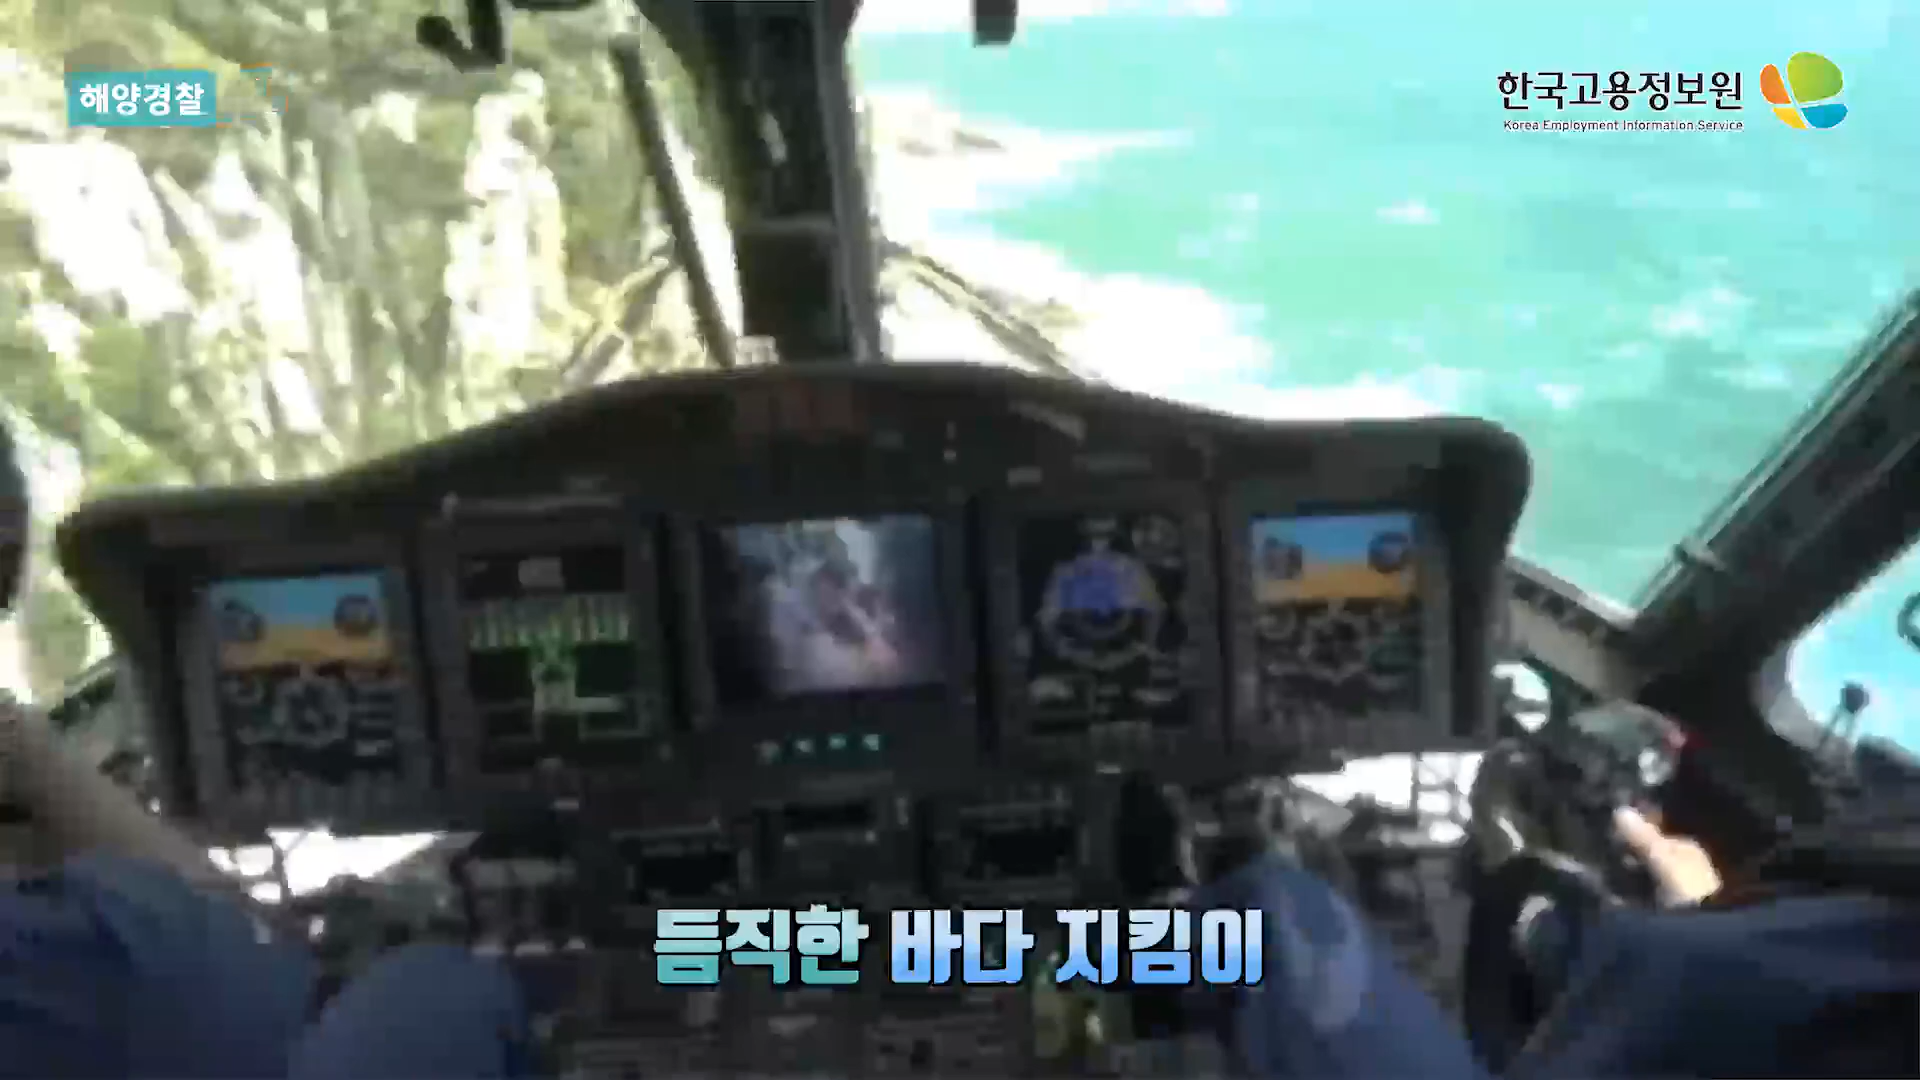 해양경찰
한국고용정보원
Korea Employment Information Service
듬직한 바다 지킴이